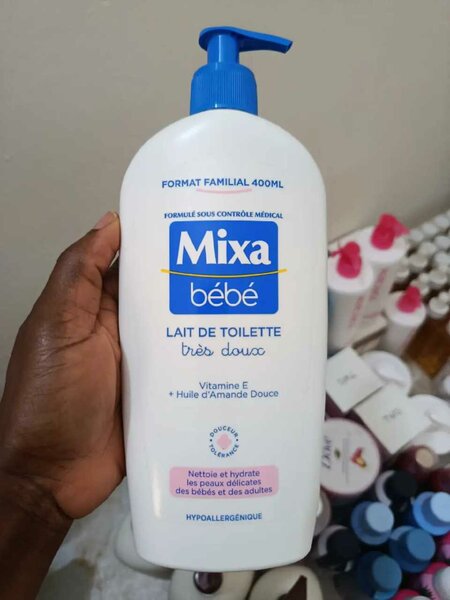 FORMAT FAMILIAL 400ML
FORMULÉ SOUS CONTRÔLE MÉDICAL
Mixa
bébé
LAIT DE TOILETTE
très doux
Vitamine E
+ Huile d'Amande Douce
DOUCEUR
TOLÉRANCE
Nettoie et hydrate
les peaux délicates
des bébés et des adultes
HYPOALLERGÉNIQUE
Dove